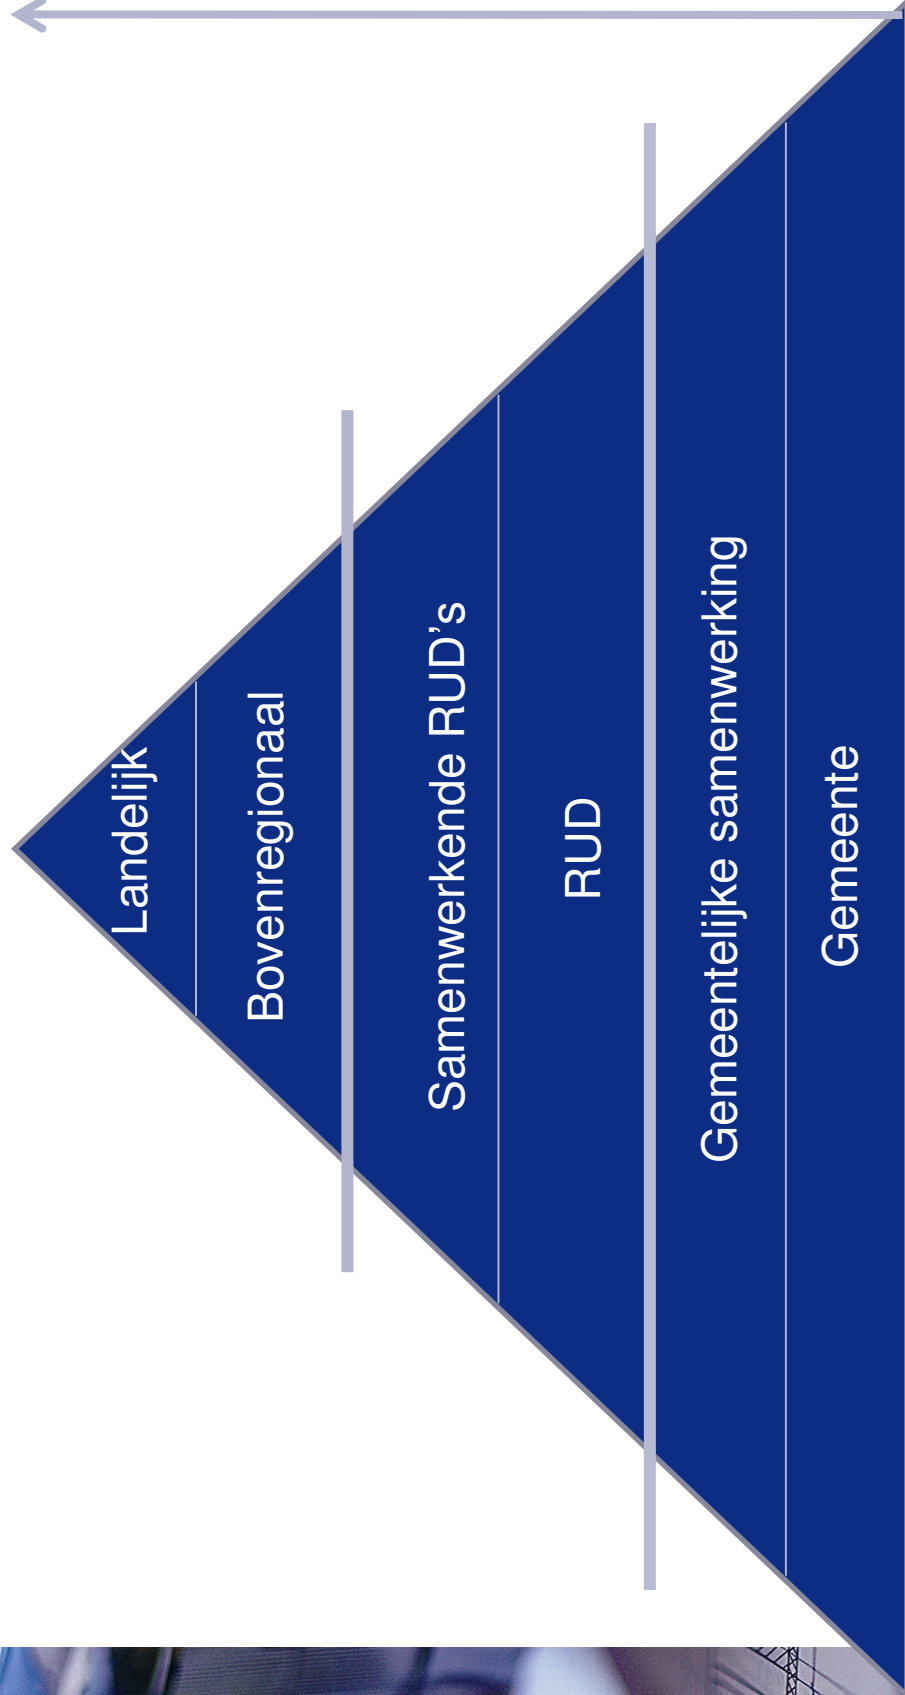 Landelijk
Bovenregionaal
Samenwerkende RUD’s
RUD
Gemeentelijke samenwerking
Gemeente